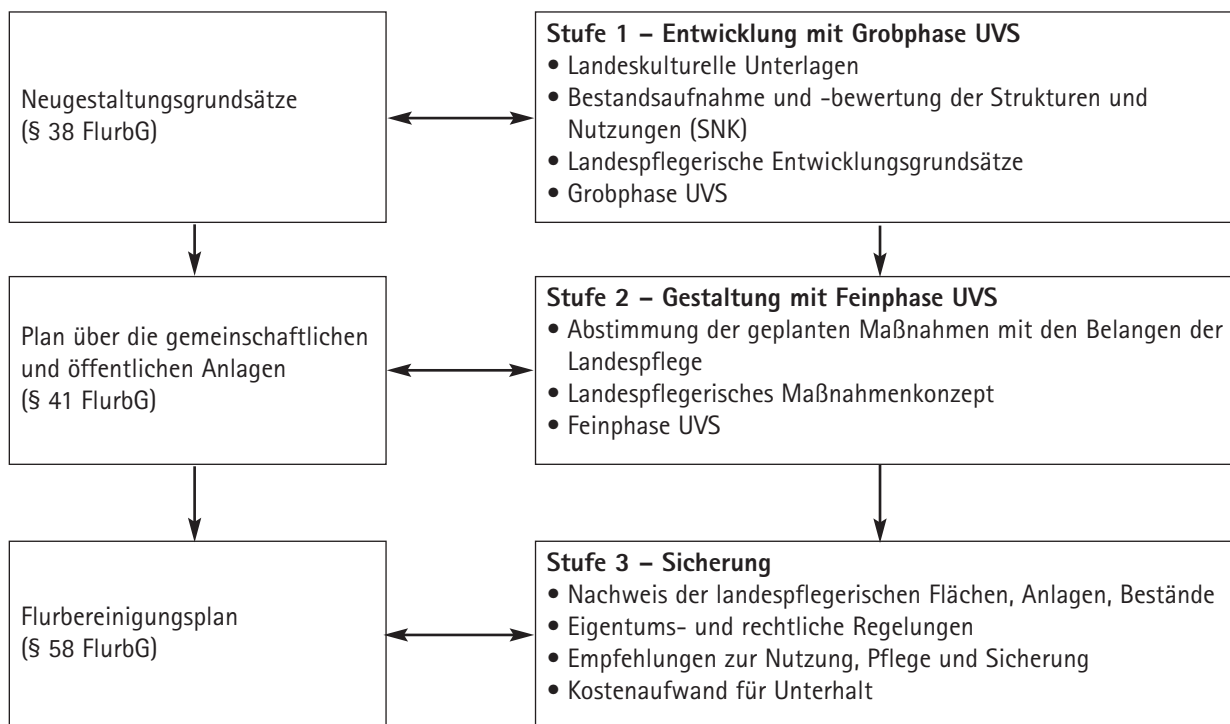 Neugestaltungsgrundsätze
(§ 38 FlurbG)
Stufe 1 – Entwicklung mit Grobphase UVS
• Landeskulturelle Unterlagen
• Bestandsaufnahme und -bewertung der Strukturen und
Nutzungen (SNK)
• Landespflegerische Entwicklungsgrundsätze
• Grobphase UVS
Plan über die gemeinschaftlichen
und öffentlichen Anlagen
(§ 41 FlurbG)
Stufe 2 – Gestaltung mit Feinphase UVS
• Abstimmung der geplanten Maßnahmen mit den Belangen der
Landespflege
• Landespflegerisches Maßnahmenkonzept
• Feinphase UVS
Flurbereinigungsplan
(§ 58 FlurbG)
Stufe 3 – Sicherung
• Nachweis der landespflegerischen Flächen, Anlagen, Bestände
• Eigentums- und rechtliche Regelungen
• Empfehlungen zur Nutzung, Pflege und Sicherung
• Kostenaufwand für Unterhalt